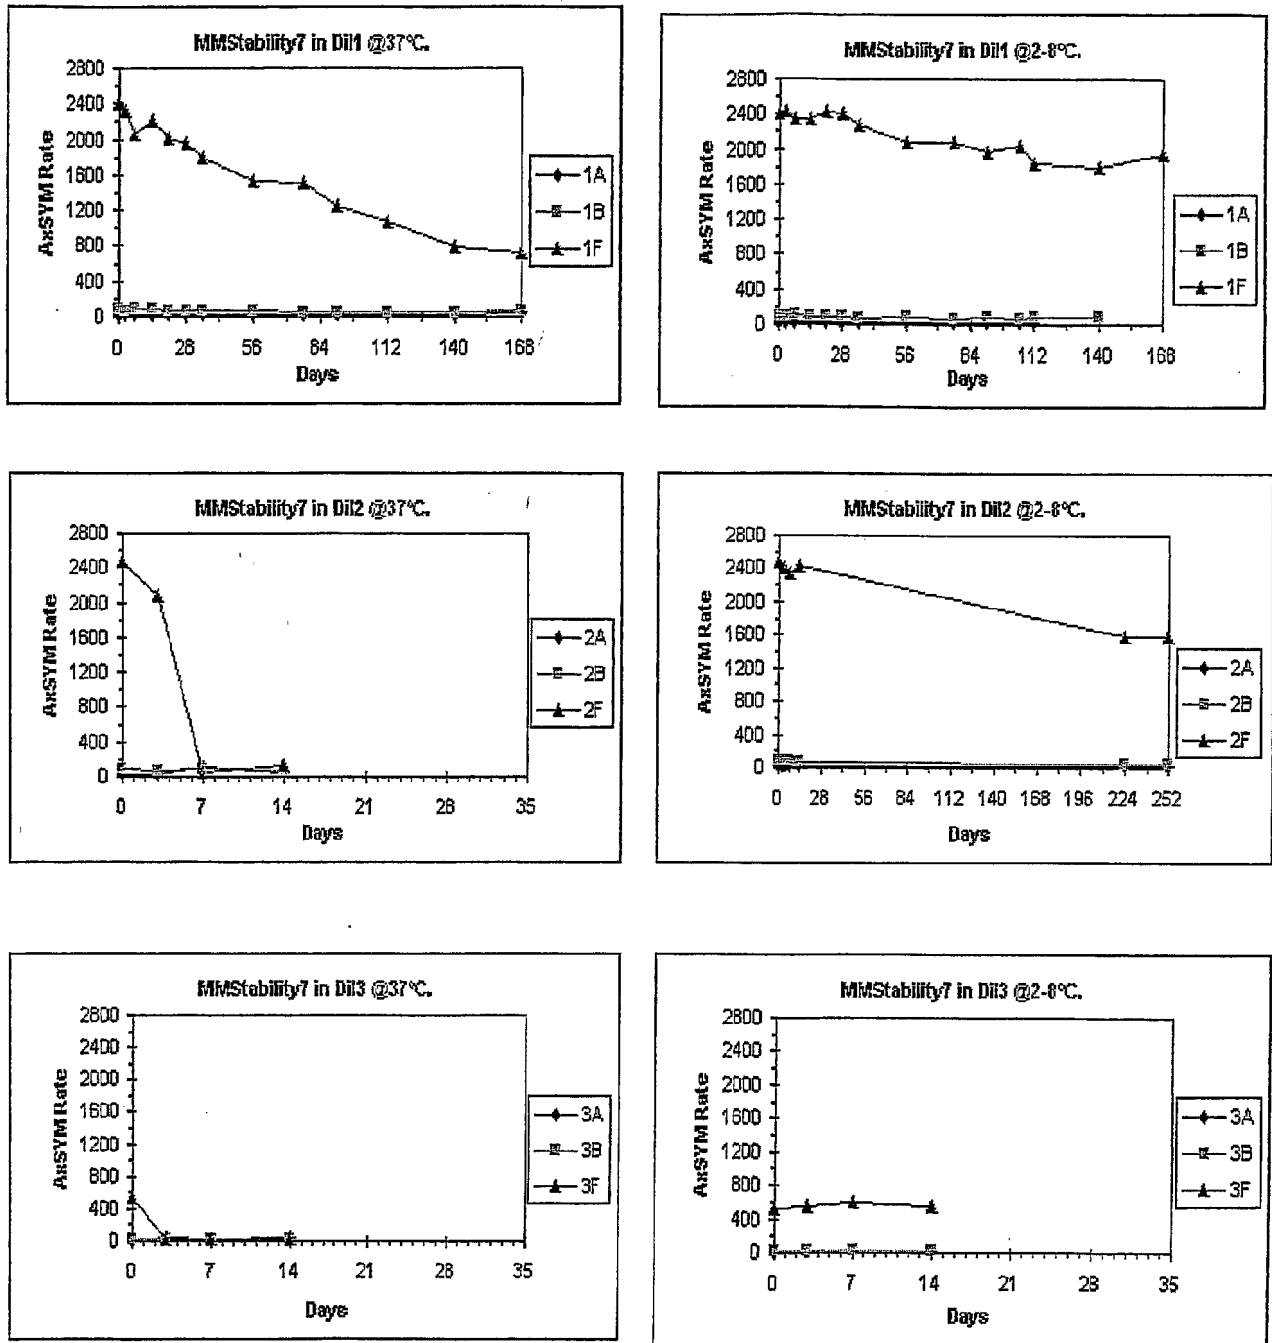 MMStability7 in Dil1 @37°C.
2800
2400
2000
1600
1200
800
400
0
AxSYM Rate
0 28 56 84 112 140 168
Days
1A
1B
1F
MMStability7 in Dil1 @2-8°C.
2800
2400
2000
1600
1200
800
400
0
AxSYM Rate
0 28 56 84 112 140 168
Days
1A
1B
1F
MMStability7 in Dil2 @37°C.
2800
2400
2000
1600
1200
800
400
0
AxSYM Rate
0 7 14 21 28 35
Days
2A
2B
2F
MMStability7 in Dil2 @2-8°C.
2800
2400
2000
1600
1200
800
400
0
AxSYM Rate
0 28 56 84 112 140 168 196 224 252
Days
2A
2B
2F
MMStability7 in Dil3 @37°C.
2800
2400
2000
1600
1200
800
400
0
AxSYM Rate
0 7 14 21 28 35
Days
3A
3B
3F
MMStability7 in Dil3 @2-8°C.
2800
2400
2000
1600
1200
800
400
0
AxSYM Rate
0 7 14 21 28 35
Days
3A
3B
3F